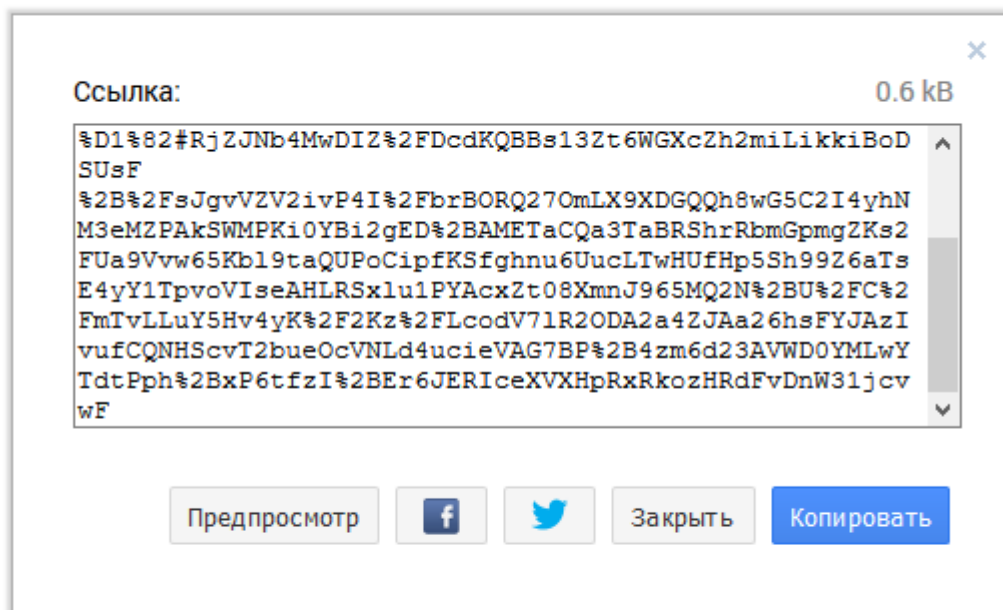 Ссылка:
0.6 kB
%D1%82#RjZJNb4MwDIZ%2FDcdKQBBs13Zt6WGXcZh2miLikkiBoD
SUsF
%2B%2FsJgvVZV2ivP4I%2FbrBORQ27OmLX9XDGQQh8wG5C2I4yhN
M3eMZPAkSWMPKi0YBi2gED%2BAMETaCQa3TaBRShrRbmGpmgZKs2
FUa9Vvw65Kbl9taQUPoCipfKSfghnu6UucLTwHUfHp5Sh99Z6aTs
E4yY1TpvoVIseAHLRSxlu1PYAcxZt08XmnJ965MQ2N%2BU%2FC%2
FmTvLLuY5Hv4yK%2F2Kz%2FLcodV7lR2ODA2a4ZJAa26hsFYJAzI
vufCQNHScvT2bueOcVNLd4ucieVAG7BP%2B4zm6d23AVWD0YMLwY
TdtPph%2BxP6tfzI%2BEr6JERIceXVXHpRxRkozHRdFvDnW31jcv
wF
Предпросмотр
Закрыть
Копировать